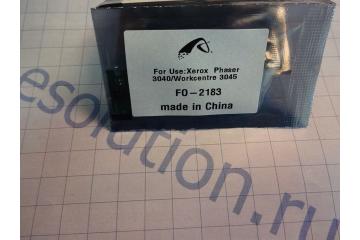 For Use:Xerox Phaser
3040/Workcentre 3045
FO-2183
made in China
esolution.ru